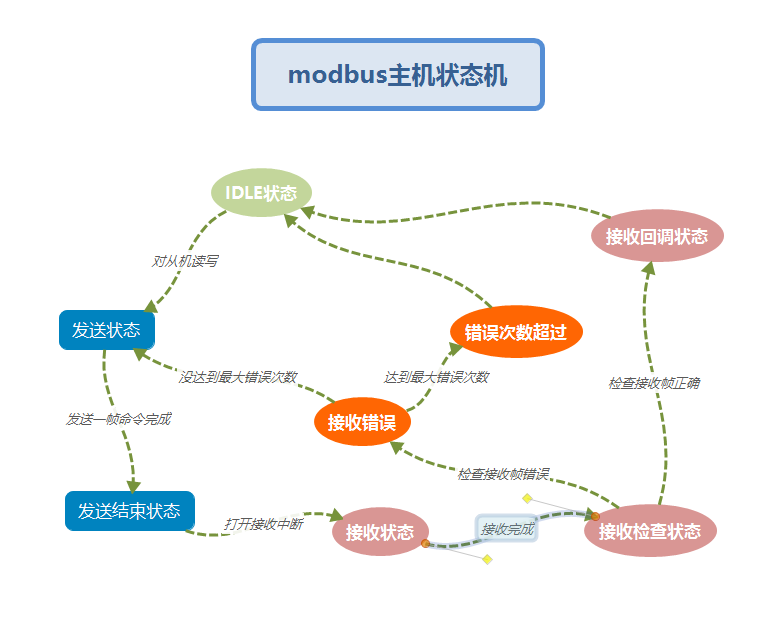 modbus主机状态机
IDLE状态
接收回调状态
对从机读写
发送状态
错误次数超过
没达到最大错误次数
达到最大错误次数
检查接收帧正确
发送一帧命令完成
接收错误
检查接收帧错误
发送结束状态
打开接收中断
接收状态
接收完成
接收检查状态